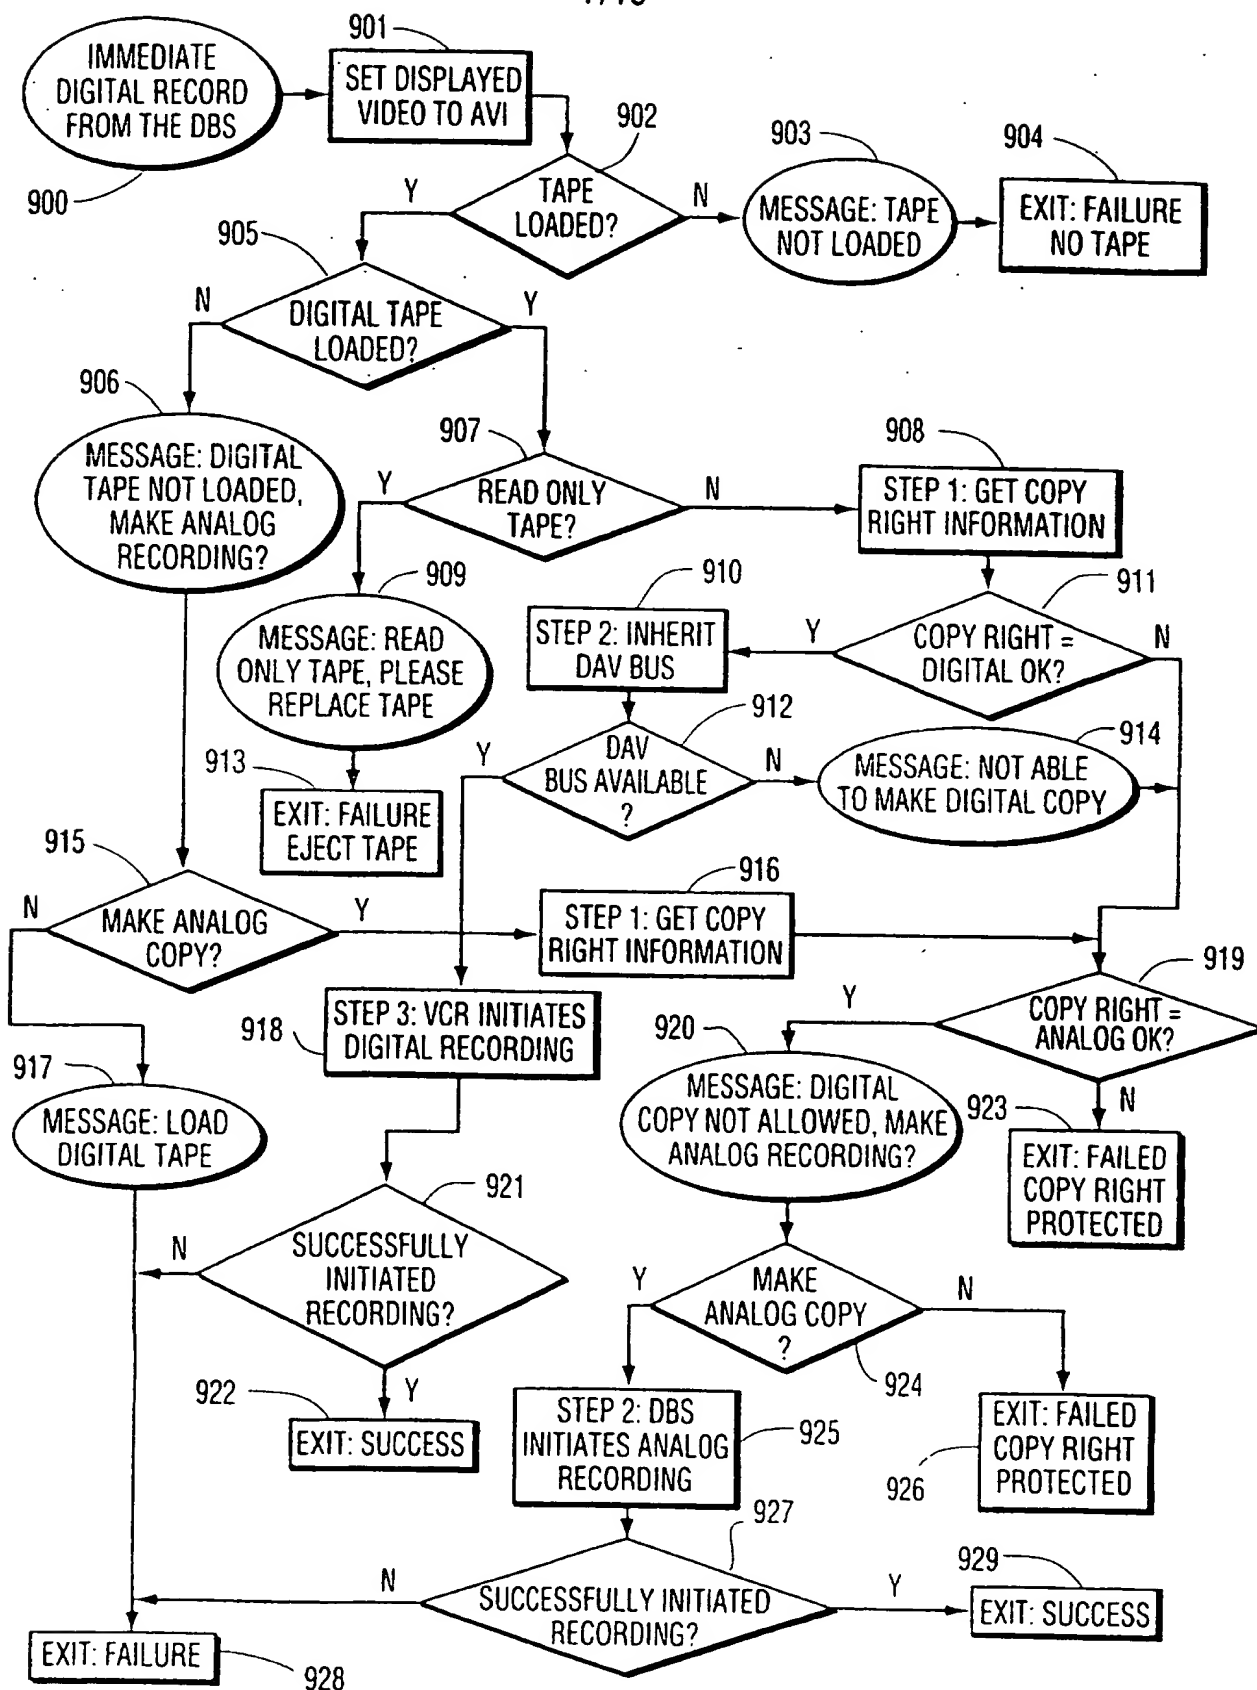 901
IMMEDIATE
DIGITAL RECORD
FROM THE DBS
900
SET DISPLAYED
VIDEO TO AVI
902
TAPE
LOADED?
Y
N
903
MESSAGE: TAPE
NOT LOADED
904
EXIT: FAILURE
NO TAPE
905
DIGITAL TAPE
LOADED?
N
Y
906
MESSAGE: DIGITAL
TAPE NOT LOADED,
MAKE ANALOG
RECORDING?
907
READ ONLY
TAPE?
Y
N
908
STEP 1: GET COPY
RIGHT INFORMATION
909
MESSAGE: READ
ONLY TAPE, PLEASE
REPLACE TAPE
910
STEP 2: INHERIT
DAV BUS
911
COPY RIGHT =
DIGITAL OK?
Y
N
912
DAV
BUS AVAILABLE
?
Y
N
913
EXIT: FAILURE
EJECT TAPE
914
MESSAGE: NOT ABLE
TO MAKE DIGITAL COPY
915
MAKE ANALOG
COPY?
N
Y
916
STEP 1: GET COPY
RIGHT INFORMATION
917
MESSAGE: LOAD
DIGITAL TAPE
918
STEP 3: VCR INITIATES
DIGITAL RECORDING
919
COPY RIGHT =
ANALOG OK?
Y
N
920
MESSAGE: DIGITAL
COPY NOT ALLOWED, MAKE
ANALOG RECORDING?
921
SUCCESSFULLY
INITIATED
RECORDING?
N
Y
922
EXIT: SUCCESS
923
EXIT: FAILED
COPY RIGHT
PROTECTED
MAKE
ANALOG COPY
?
Y
N
924
STEP 2: DBS
INITIATES ANALOG
RECORDING
925
EXIT: FAILED
COPY RIGHT
PROTECTED
926
927
SUCCESSFULLY INITIATED
RECORDING?
N
Y
EXIT: FAILURE
928
929
EXIT: SUCCESS